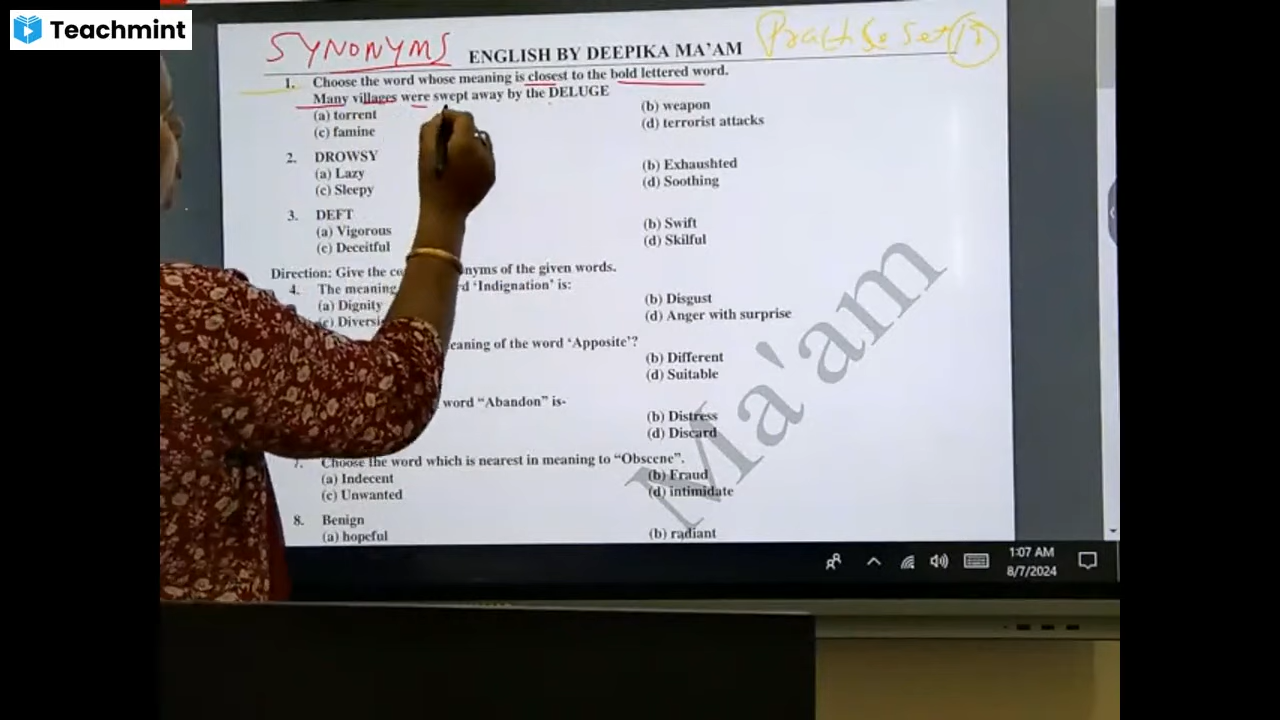 Teachmint
SYNONYMS ENGLISH BY DEEPIKA MA'AM Practise Set
1. Choose the word whose meaning is closest to the bold lettered word.
Many villages were swept away by the DELUGE
(a) torrent (b) weapon
(c) famine (d) terrorist attacks
2. DROWSY
(a) Lazy (b) Exhaushted
(c) Sleepy (d) Soothing
3. DEFT
(a) Vigorous (b) Swift
(c) Deceitful (d) Skilful
Direction: Give the nyms of the given words.
4. The meaning 'Indignation' is:
(a) Dignity (b) Disgust
(d) Anger with surprise
meaning of the word 'Apposite'?
(b) Different
(d) Suitable
word "Abandon" is-
(b) Distress
(d) Discard
7. Choose the word which is nearest in meaning to "Obscene".
(a) Indecent (b) Fraud
(c) Unwanted (d) intimidate
8. Benign
(a) hopeful (b) radiant
Ma'am
1:07 AM
8/7/2024